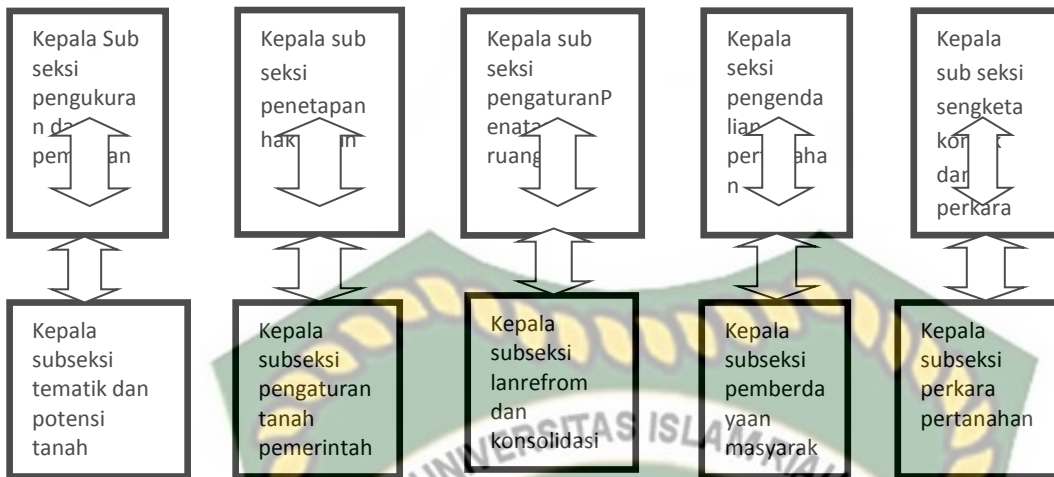 Kepala Sub
seksi
pengukura
n
Kepala sub
seksi
penetapan
Kepala sub
seksi
pengaturanP
enata
ruang
Kepala
seksi
pengenda
lian
n
Kepala
sub seksi
sengketa
dan
perkara
Kepala
subseksi
tematik dan
potensi
tanah
Kepala
subseksi
pengaturan
tanah
pemerintah
Kepala
subseksi
lanrefrom
dan
konsolidasi
Kepala
subseksi
pemberda
yaan
masyarak
Kepala
subseksi
perkara
pertanahan
UNIVERSITAS ISLAM RIAU